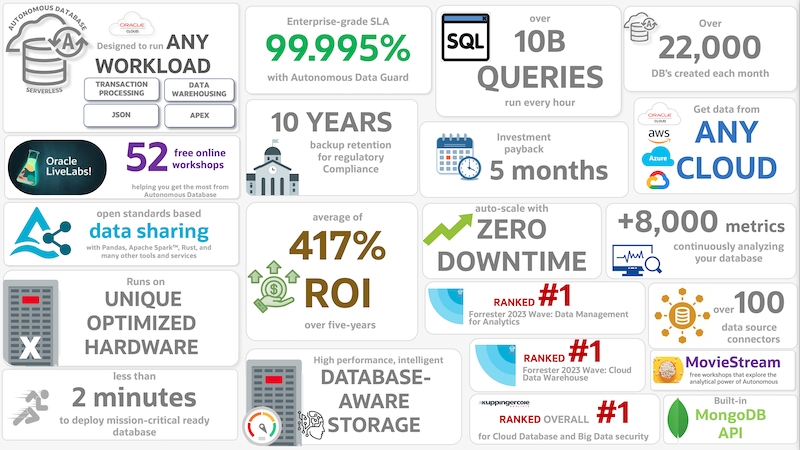 AUTONOMOUS DATABASE
SERVERLESS
ORACLE
CLOUD
Designed to run ANY
WORKLOAD
TRANSACTION
PROCESSING
DATA
WAREHOUSING
JSON
APEX
Enterprise-grade SLA
99.995%
with Autonomous Data Guard
SQL
over
10B
QUERIES
run every hour
Over
22,000
DB's created each month
Oracle
LiveLabs!
52 free online
workshops
helping you get the most from
Autonomous Database
10 YEARS
backup retention
for regulatory
Compliance
Investment
payback
5 months
ORACLE
CLOUD
aws
Azure
Get data from
ANY
CLOUD
open standards based
data sharing
with Pandas, Apache Spark™, Rust, and
many other tools and services
average of
417%
ROI
over five-years
auto-scale with
ZERO
DOWNTIME
+8,000 metrics
continuously analyzing
your database
X
Runs on
UNIQUE
OPTIMIZED
HARDWARE
RANKED #1
Forrester 2023 Wave: Data Management
for Analytics
over 100
data source
connectors
RANKED #1
Forrester 2023 Wave: Cloud
Data Warehouse
MovieStream
free workshops that explore the
analytical power of Autonomous
less than
2 minutes
to deploy mission-critical ready
database
High performance, intelligent
DATABASE-
AWARE
STORAGE
kuppingercole
RANKED OVERALL #1
for Cloud Database and Big Data security
Built-in
MongoDB
API